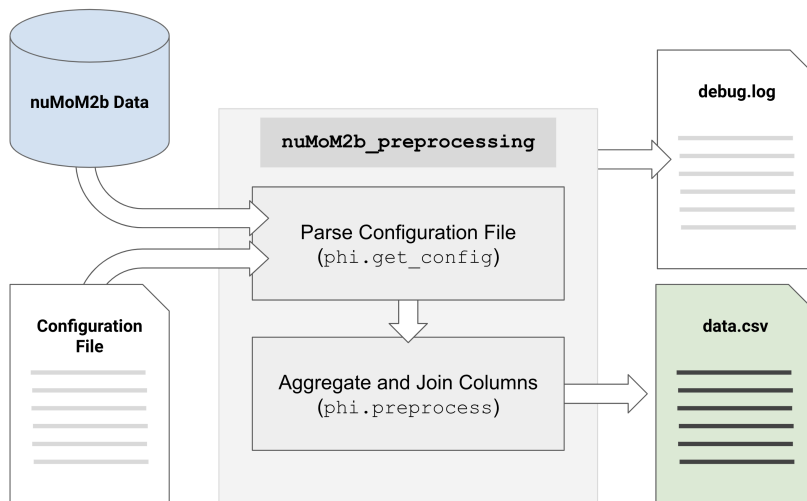 nuMoM2b Data
nuMoM2b_preprocessing
debug.log
Parse Configuration File
(phi.get_config)
Configuration
File
data.csv
Aggregate and Join Columns
(phi.preprocess)